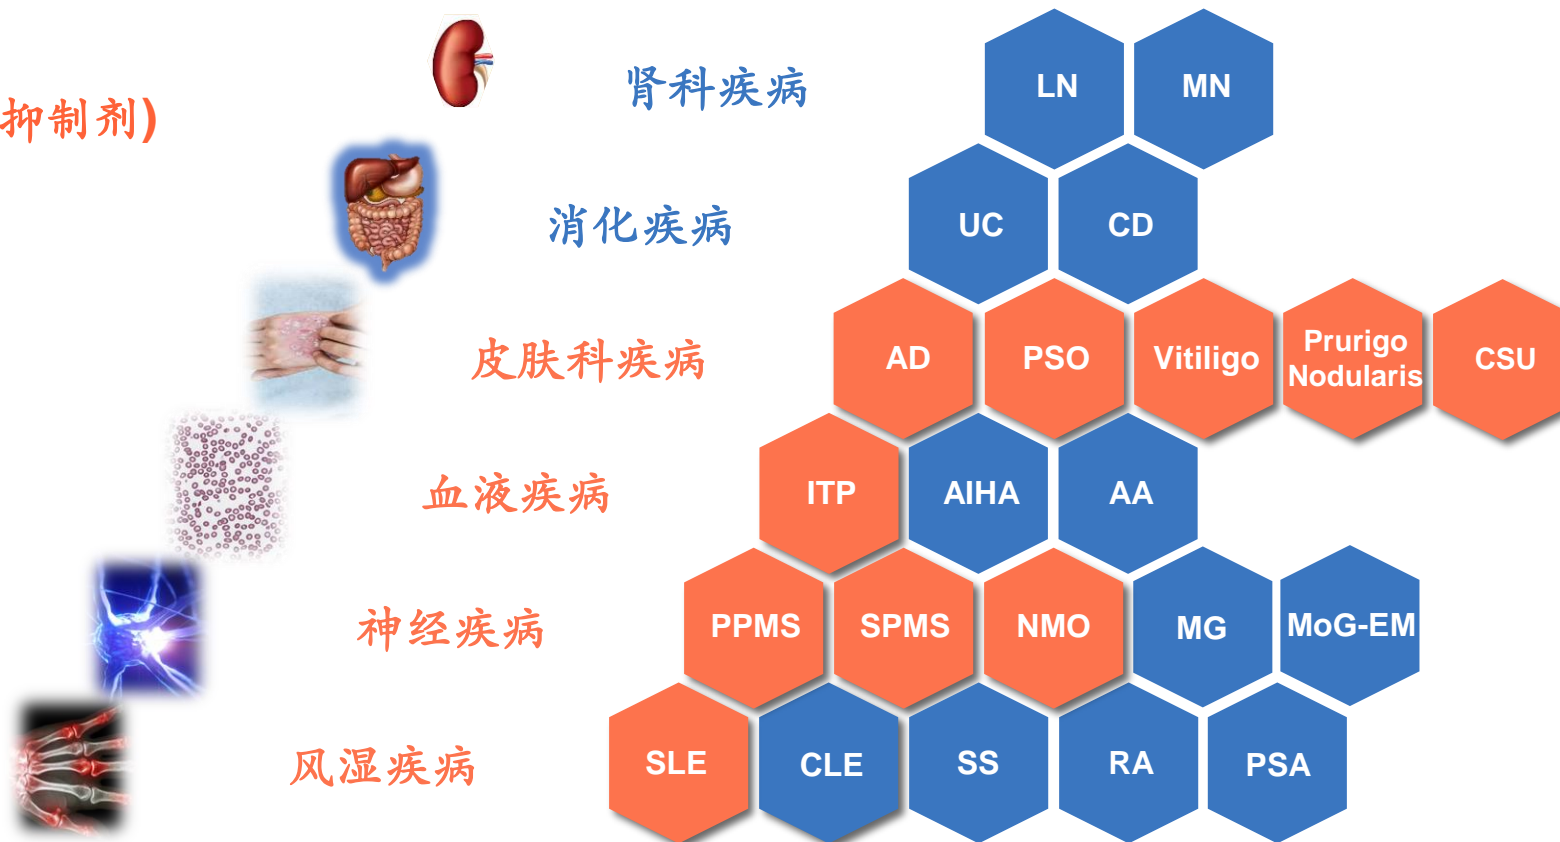 抑制剂)
肾科疾病
LN
MN
消化疾病
UC
CD
皮肤科疾病
AD
PSO
Vitiligo
Prurigo
Nodularis
CSU
血液疾病
ITP
AIHA
AA
神经疾病
PPMS
SPMS
NMO
MG
MoG-EM
风湿疾病
SLE
CLE
SS
RA
PSA